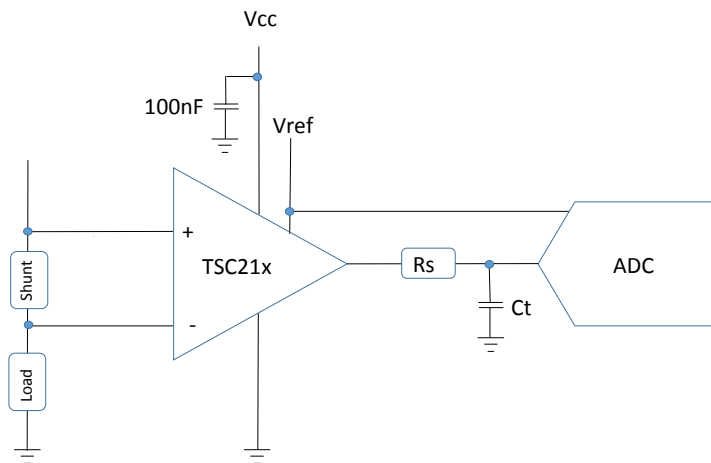 Vcc
100nF
Vref
+
TSC21x
-
Shunt
Load
Rs
Ct
ADC